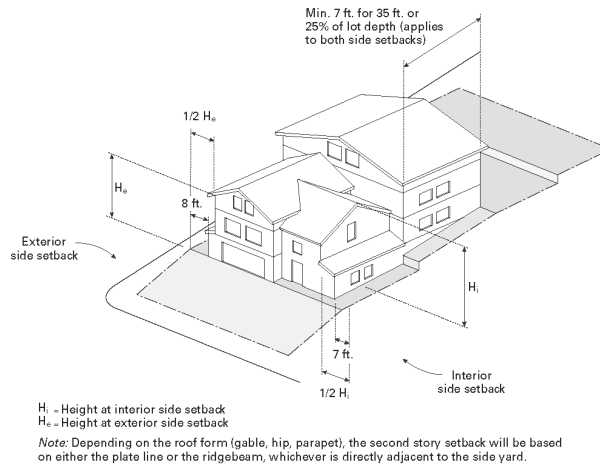 Min. 7 ft. for 35 ft. or
25% of lot depth (applies
to both side setbacks)
1/2 He
He
8 ft.
Exterior
side setback
Hi
7 ft.
1/2 Hi
Interior
side setback
Hi = Height at interior side setback
He = Height at exterior side setback
Note: Depending on the roof form (gable, hip, parapet), the second story setback will be based
on either the plate line or the ridgebeam, whichever is directly adjacent to the side yard.